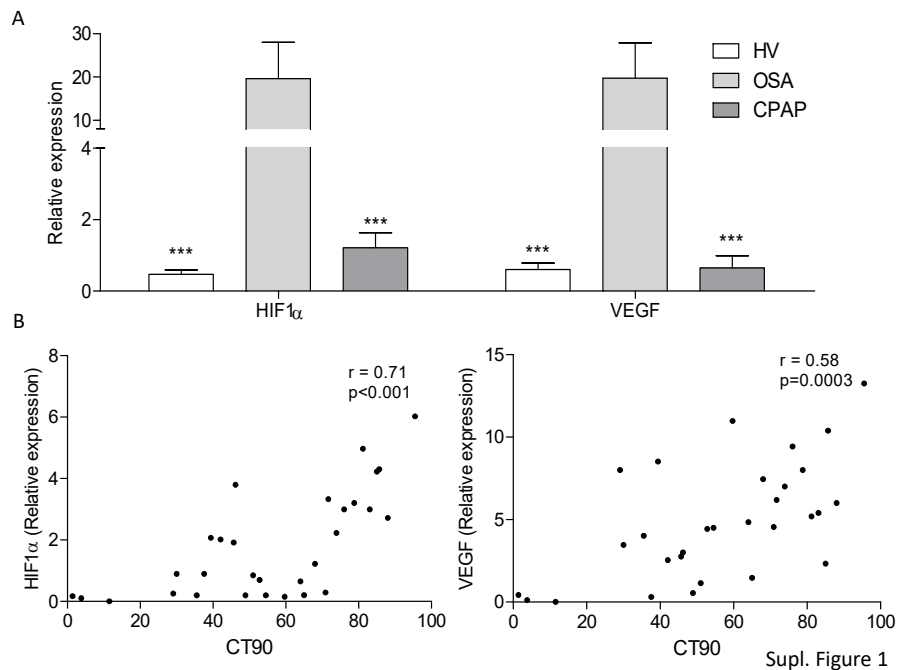 A
Relative expression
30
20
10
4
2
0
HV
OSA
CPAP
***
***
***
***
HIF1α
VEGF
B
HIF1α (Relative expression)
8
6
4
2
0
r = 0.71
p<0.001
0 20 40 60 80 100
CT90
VEGF (Relative expression)
15
10
5
0
r = 0.58
p=0.0003
0 20 40 60 80 100
CT90
Supl. Figure 1